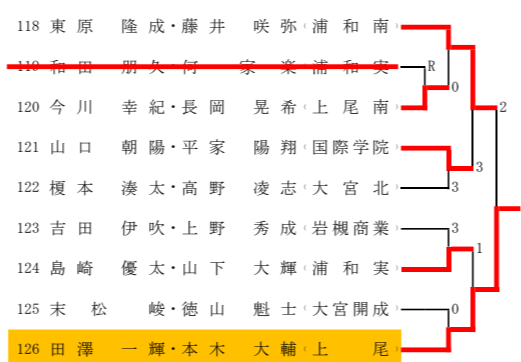 118 東原 隆成・藤井 咲弥(浦和南)
119 和田 朋久・何 家楽(浦和実) R
0
120 今川 幸紀・長岡 晃希(上尾南) 2
121 山口 朝陽・平家 陽翔(国際学院)
3
122 榎本 湊太・高野 凌志(大宮北) 3
123 吉田 伊吹・上野 秀成(岩槻商業) 3
1
124 島崎 優太・山下 大輝(浦和実)
125 末松 峻・徳山 魁士(大宮開成) 0
126 田澤 一輝・本木 大輔(上尾)